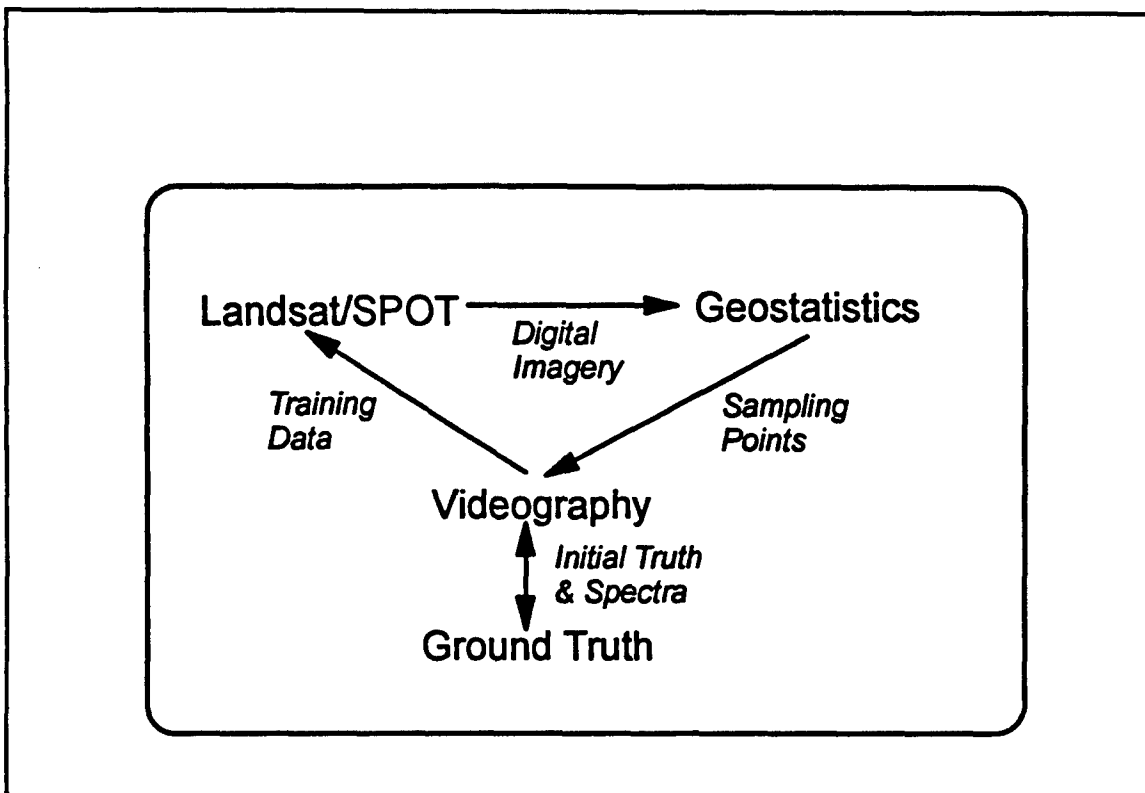 Landsat/SPOT
Geostatistics
Digital
Imagery
Training
Data
Sampling
Points
Videography
Initial Truth
& Spectra
Ground Truth